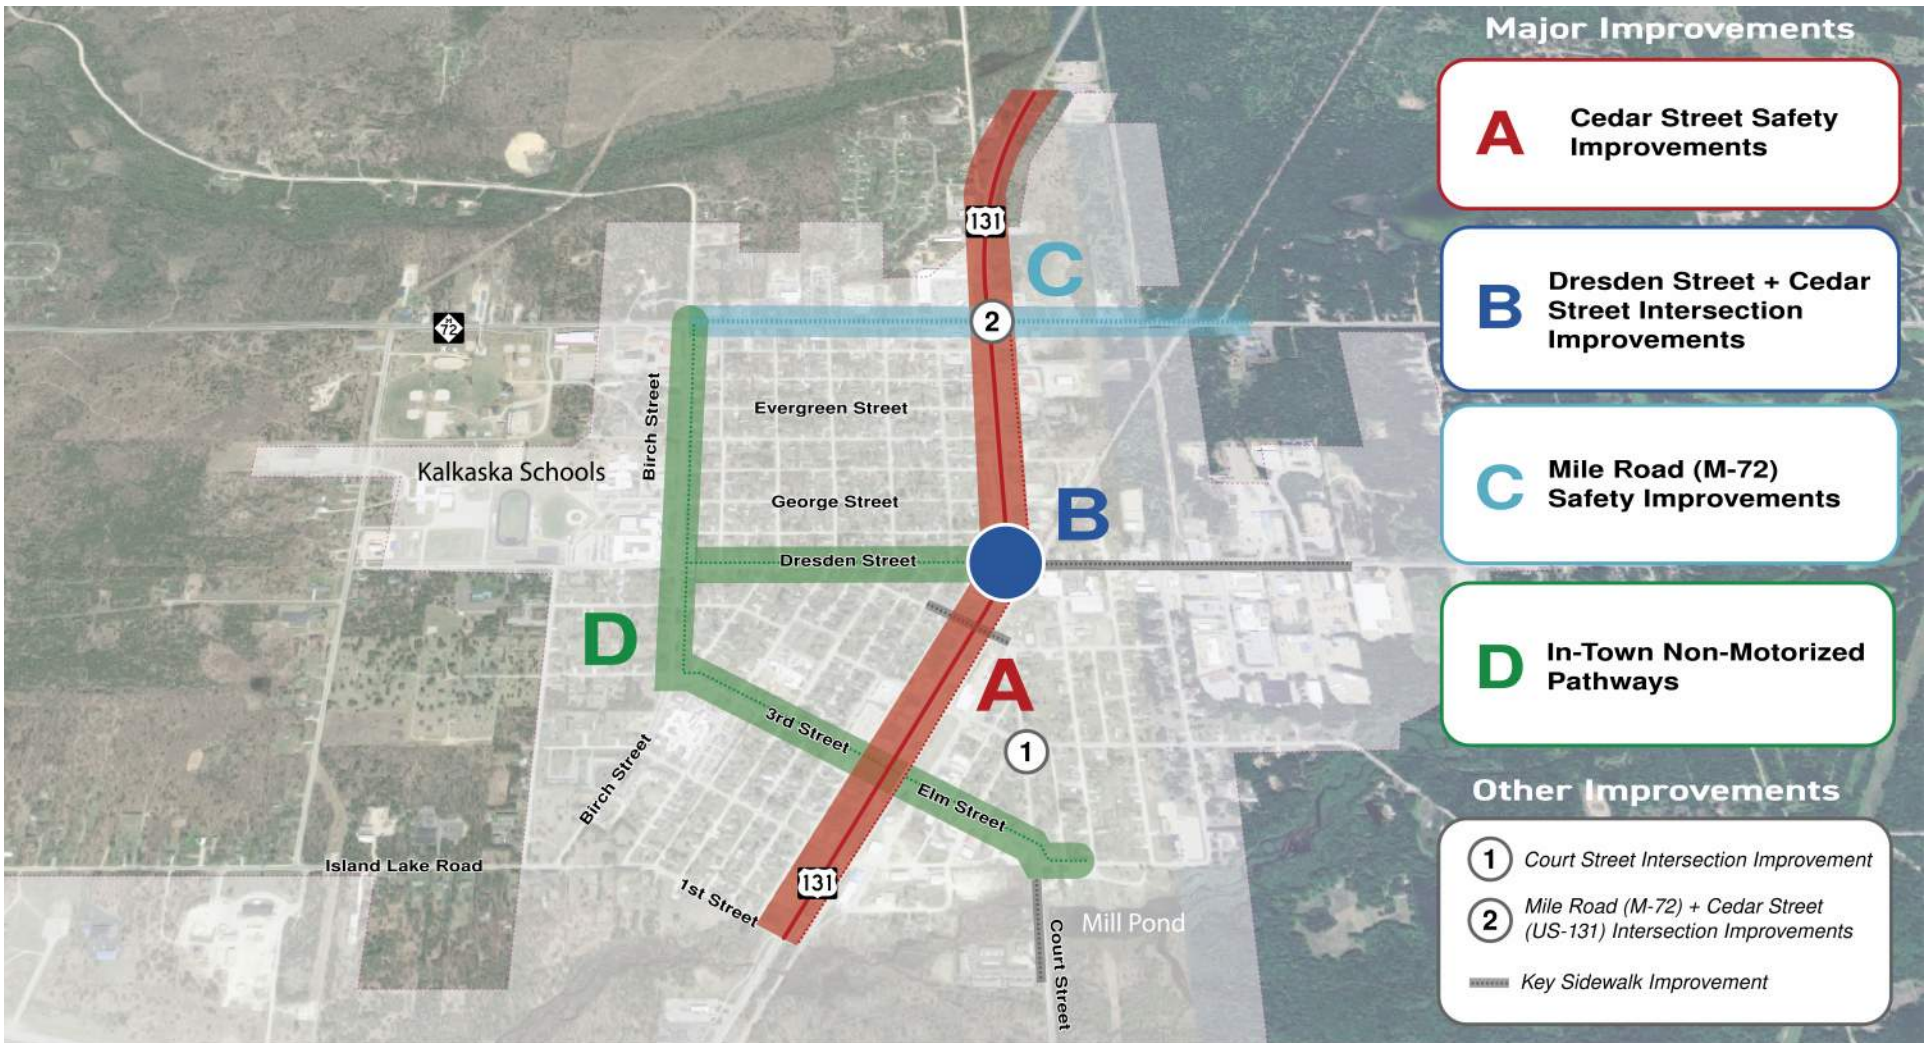 Major Improvements
A
Cedar Street Safety
Improvements
B
Dresden Street + Cedar
Street Intersection
Improvements
C
Mile Road (M-72)
Safety Improvements
D
In-Town Non-Motorized
Pathways
Other Improvements
1
Court Street Intersection Improvement
2
Mile Road (M-72) + Cedar Street
(US-131) Intersection Improvements
Key Sidewalk Improvement
131
C
2
M
72
Birch Street
Evergreen Street
Kalkaska Schools
George Street
B
Dresden Street
D
A
3rd Street
1
Birch Street
Elm Street
Island Lake Road
131
1st Street
Mill Pond
Court Street